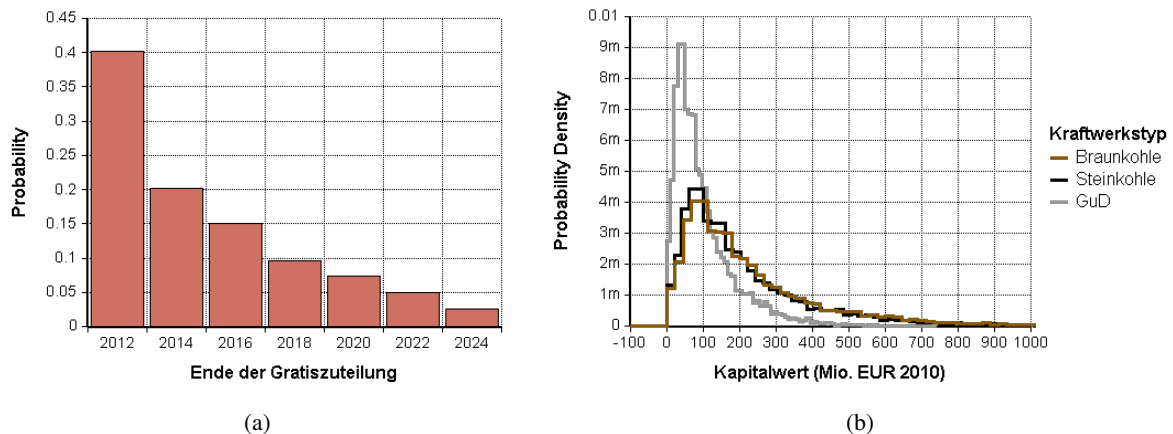 0.45
0.4
0.35
0.3
0.25
0.2
0.15
0.1
0.05
0
Probability
2012 2014 2016 2018 2020 2022 2024
Ende der Gratiszuteilung
(a)
0.01
9m
8m
7m
6m
5m
4m
3m
2m
1m
0
Probability Density
-100 0 100 200 300 400 500 600 700 800 900 1000
Kapitalwert (Mio. EUR 2010)
Kraftwerkstyp
Braunkohle
Steinkohle
GuD
(b)